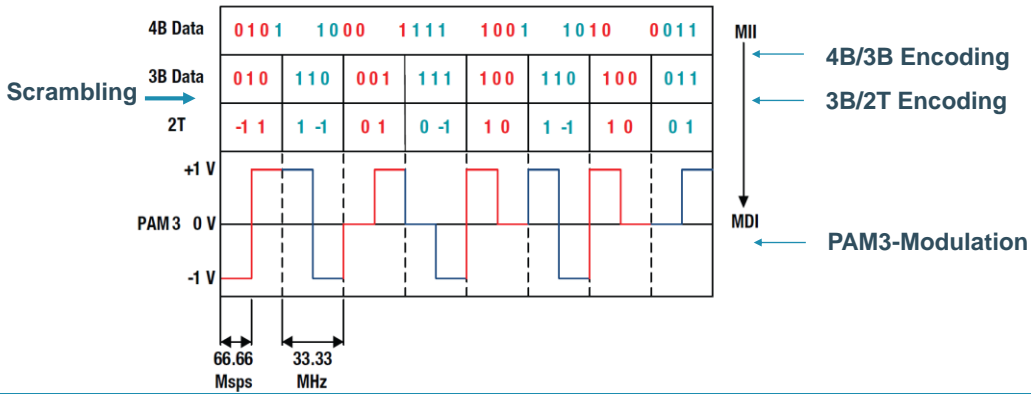 4B Data 0101 1000 1111 1001 1010 0011
MII
4B/3B Encoding
Scrambling
3B Data 010 110 001 111 100 110 100 011
3B/2T Encoding
2T -1 1 1 -1 0 1 0 -1 1 0 1 -1 1 0 0 1
+1 V
PAM 3 0 V
MDI
PAM3-Modulation
-1 V
66.66 33.33
Msps MHz